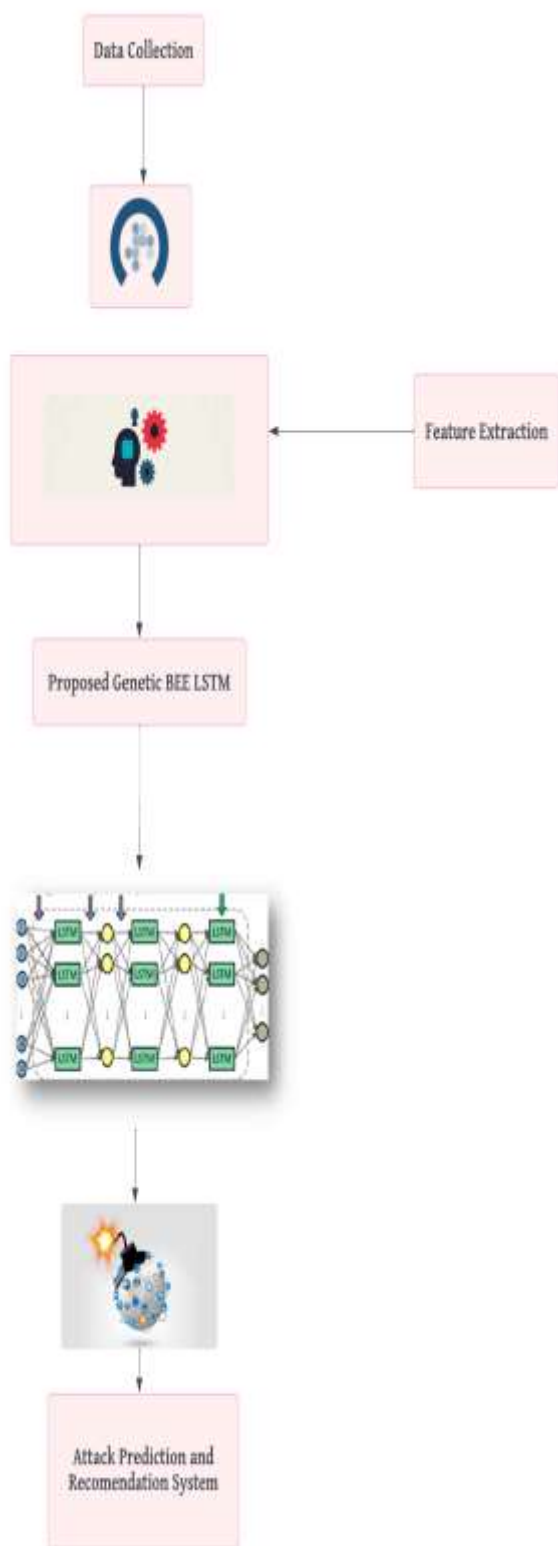 Data Collection
Feature Extraction
Proposed Genetic BEE LSTM
LSTM LSTM LSTM
LSTM LSTM LSTM
LSTM LSTM LSTM
Attack Prediction and
Recomendation System